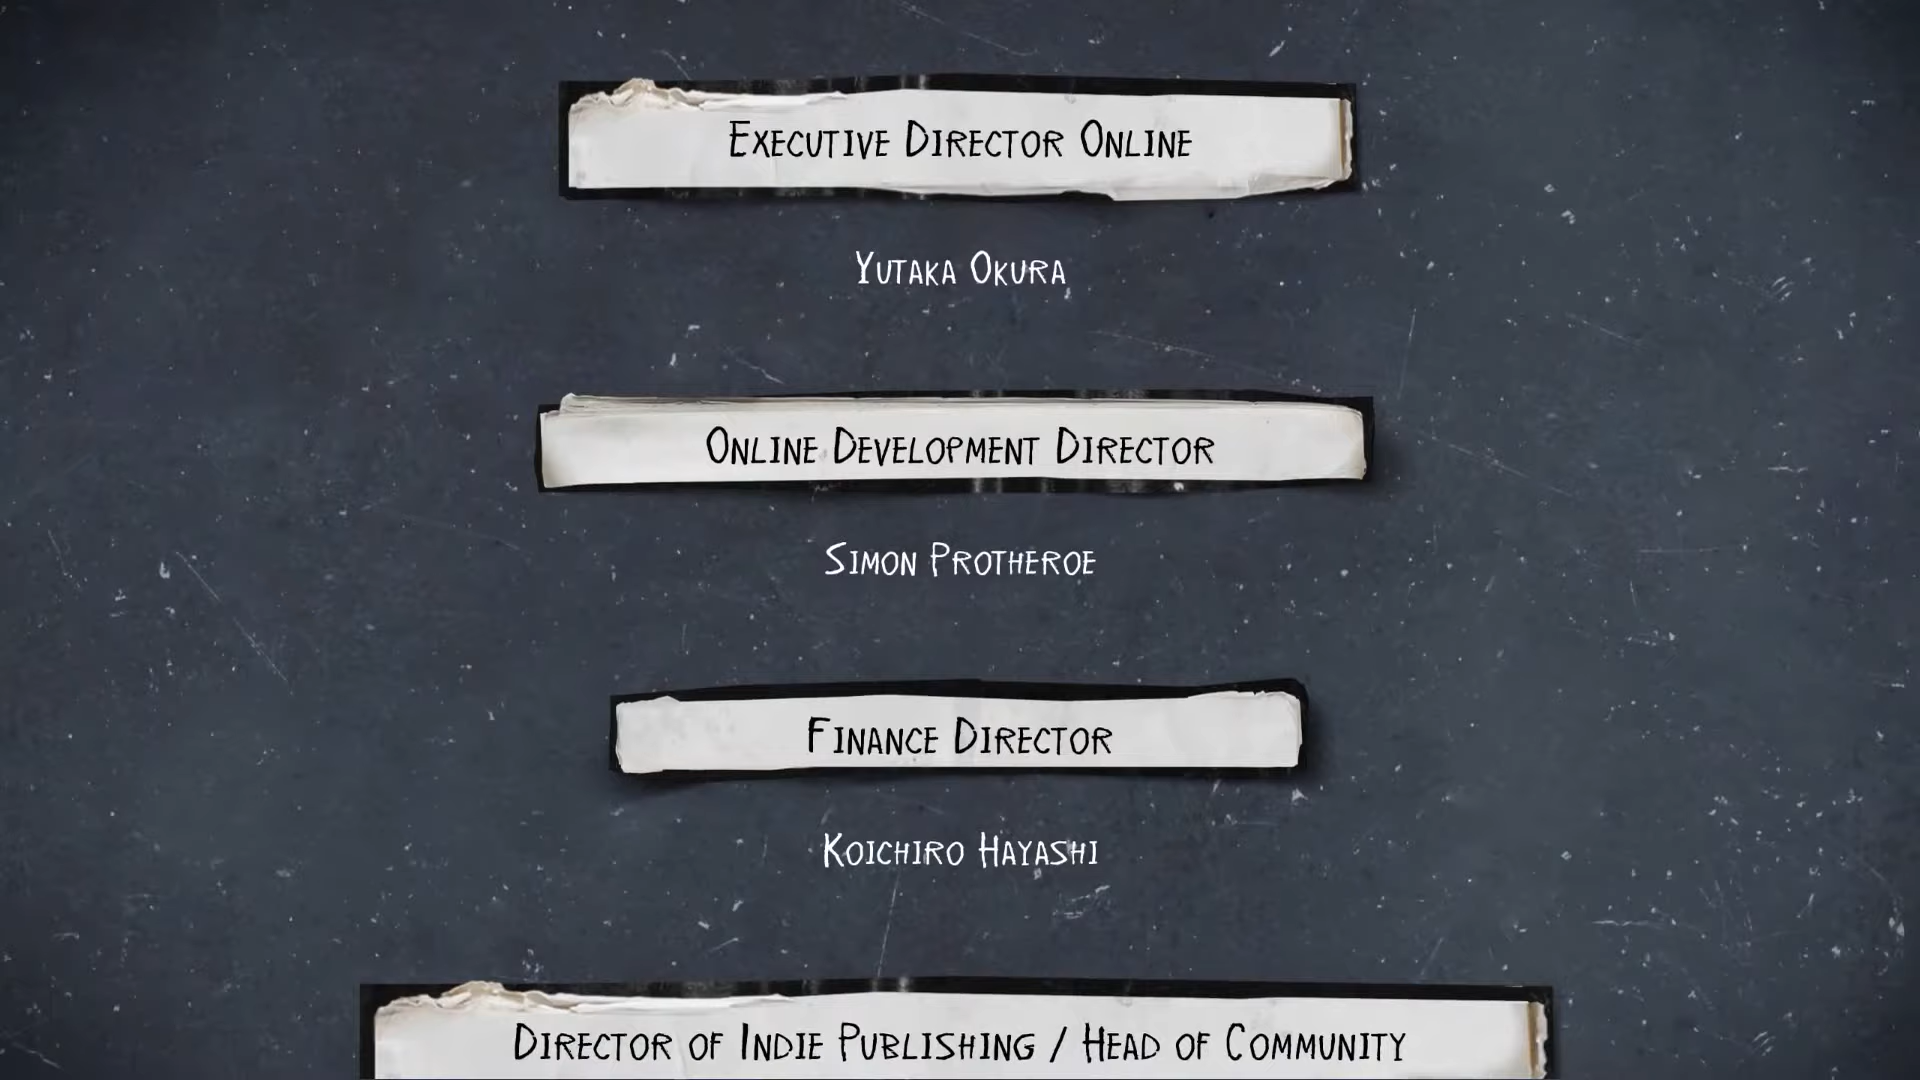 Executive Director Online
Yutaka Okura
Online Development Director
Simon Protheroe
Finance Director
Koichiro Hayashi
Director of Indie Publishing / Head of Community